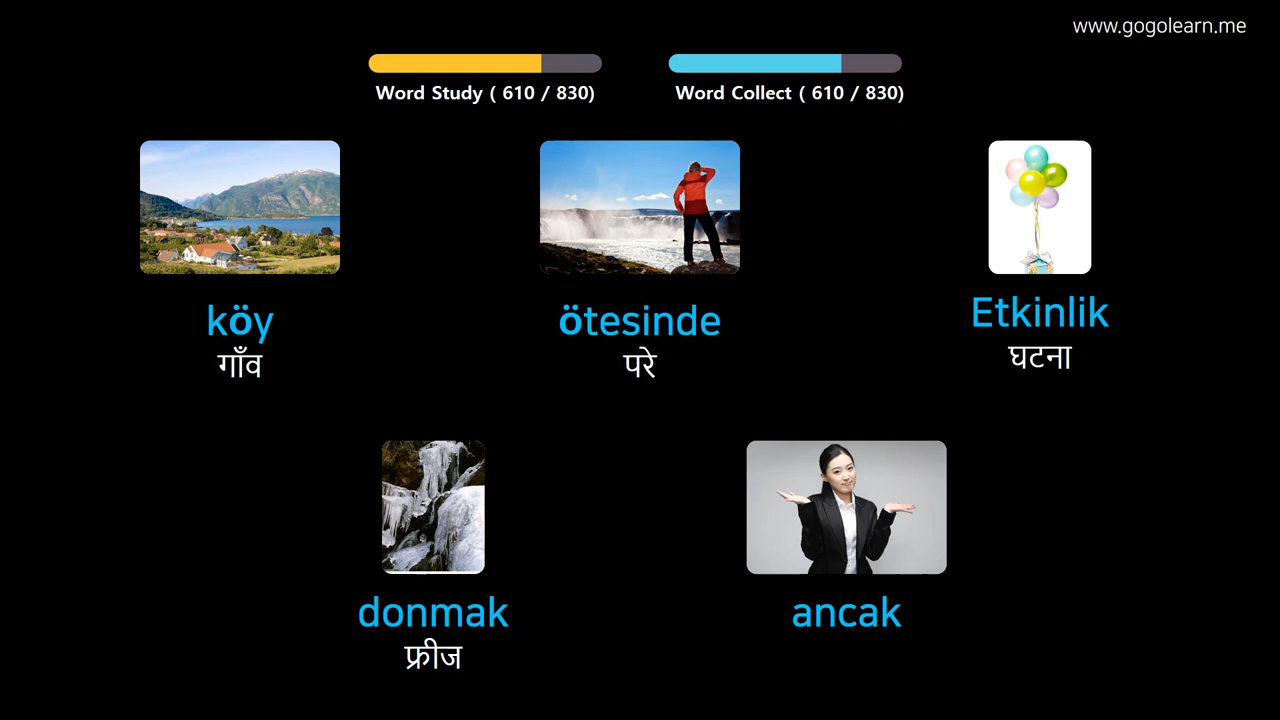 www.gogolearn.me
Word Study ( 610 / 830)
Word Collect ( 610 / 830)
köy
गाँव
ötesinde
परे
Etkinlik
घटना
donmak
फ्रीज
ancak